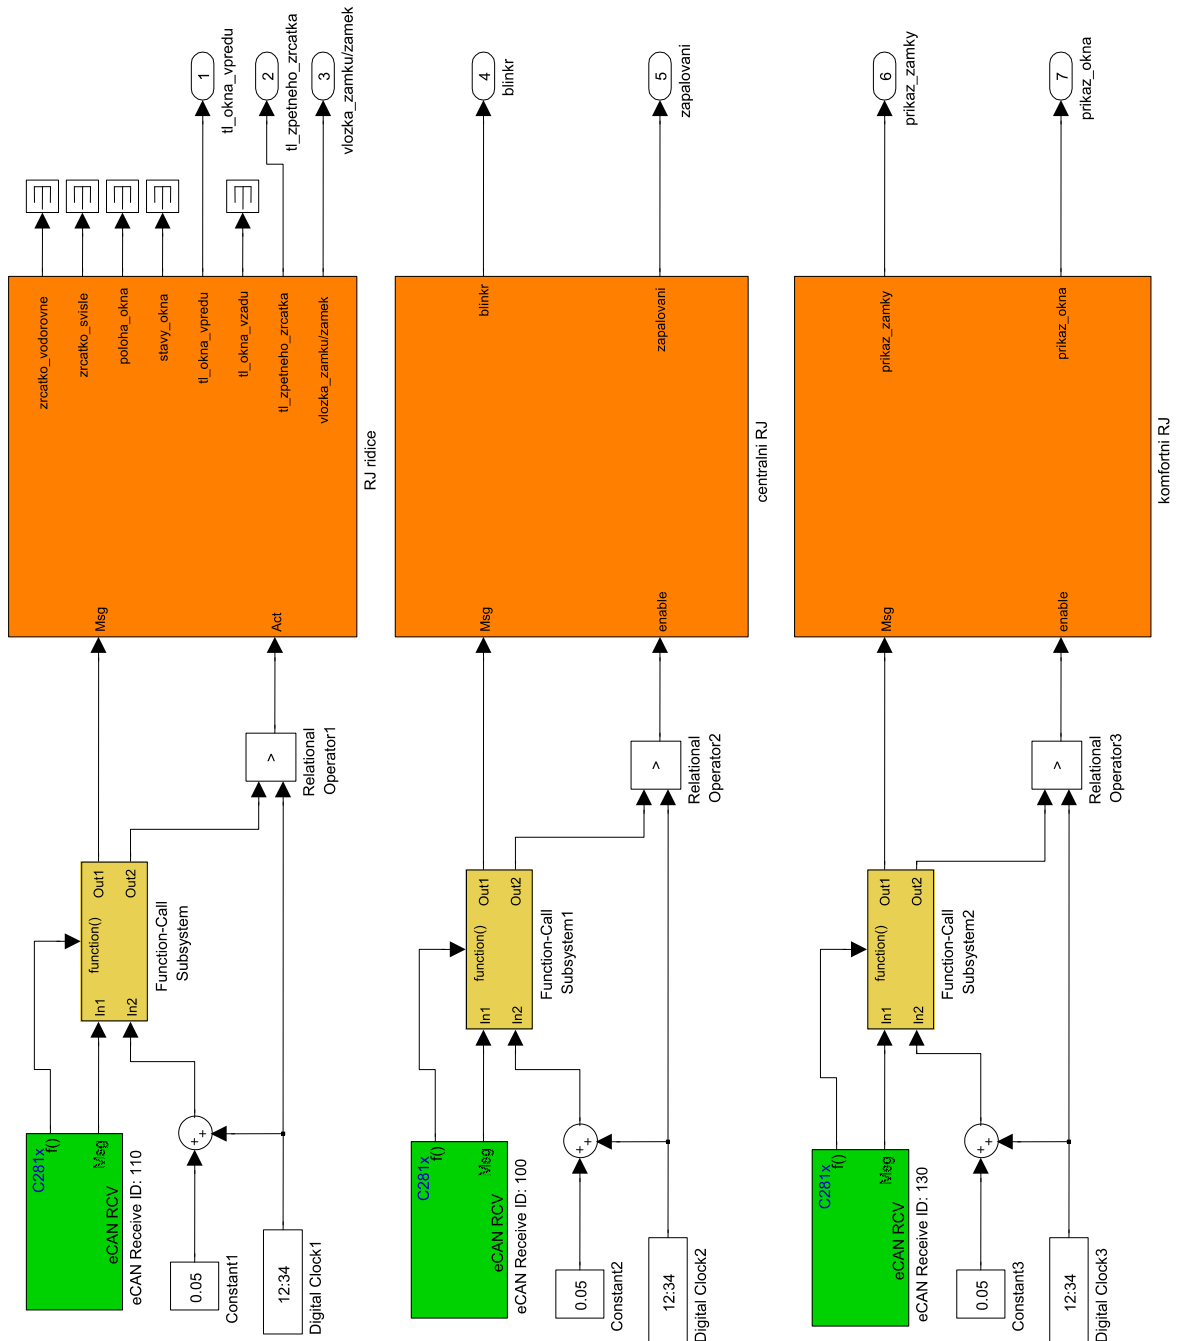 C281x
f()
Msg
eCAN RCV
eCAN Receive ID: 110
0.05
Constant1
12:34
Digital Clock1
+
+
function()
In1
In2
Out1
Out2
Function-Call
Subsystem
>
Relational
Operator1
Msg
Act
zrcatko_vodorovne
zrcatko_svisle
poloha_okna
stavy_okna
tl_okna_vpredu
tl_okna_vzadu
tl_zpetneho_zrcatka
vlozka_zamku/zamek
RJ ridice
1
tl_okna_vpredu
2
tl_zpetneho_zrcatka
3
vlozka_zamku/zamek
C281x
f()
Msg
eCAN RCV
eCAN Receive ID: 100
0.05
Constant2
12:34
Digital Clock2
+
+
function()
In1
In2
Out1
Out2
Function-Call
Subsystem1
>
Relational
Operator2
Msg
enable
blinkr
zapalovani
centralni RJ
4
blinkr
5
zapalovani
C281x
f()
Msg
eCAN RCV
eCAN Receive ID: 130
0.05
Constant3
12:34
Digital Clock3
+
+
function()
In1
In2
Out1
Out2
Function-Call
Subsystem2
>
Relational
Operator3
Msg
enable
prikaz_zamky
prikaz_okna
komfortni RJ
6
prikaz_zamky
7
prikaz_okna